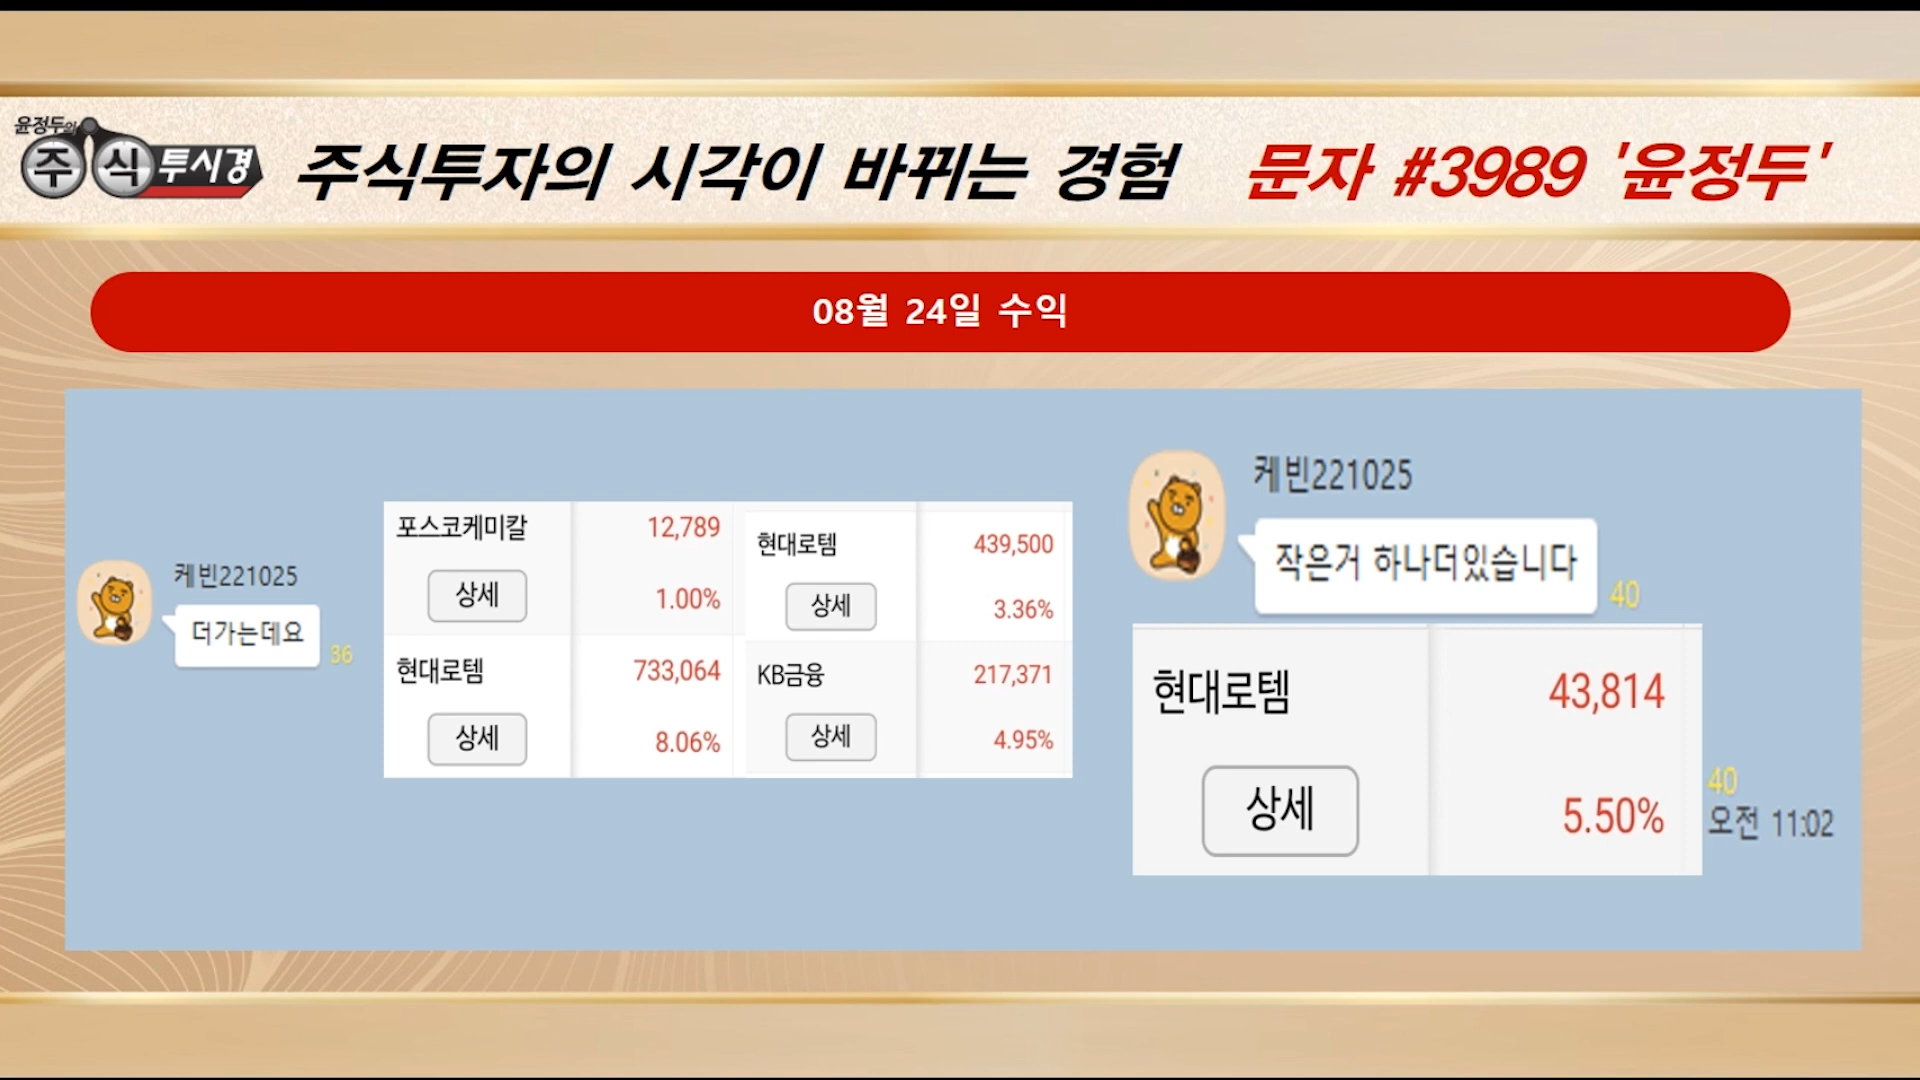 윤정두의
주식투시경
주식투자의 시각이 바뀌는 경험 문자 #3989 '윤정두'
08월 24일 수익
케빈221025
더가는데요
36
포스코케미칼 12,789
상세 1.00%
현대로템 733,064
상세 8.06%
현대로템 439,500
상세 3.36%
KB금융 217,371
상세 4.95%
케빈221025
작은거 하나더있습니다
40
현대로템 43,814
상세 5.50%
40
오전 11:02